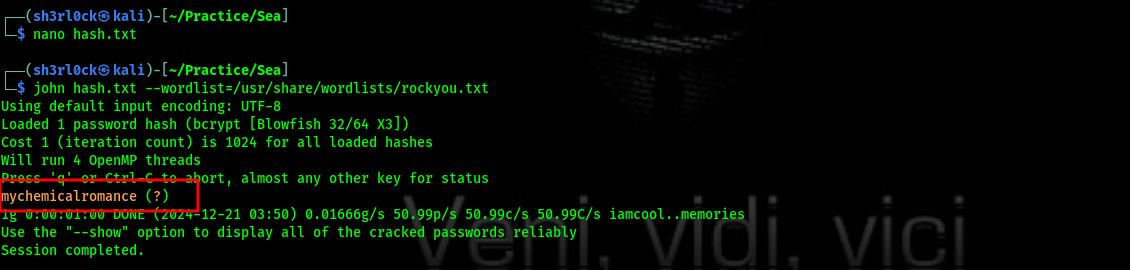 ┌──(sh3rl0ck㉿kali)-[~/Practice/Sea]
└─$ nano hash.txt
┌──(sh3rl0ck㉿kali)-[~/Practice/Sea]
└─$ john hash.txt --wordlist=/usr/share/wordlists/rockyou.txt
Using default input encoding: UTF-8
Loaded 1 password hash (bcrypt [Blowfish 32/64 X3])
Cost 1 (iteration count) is 1024 for all loaded hashes
Will run 4 OpenMP threads
Press 'q' or Ctrl-C to abort, almost any other key for status
mychemicalromance (?)
1g 0:00:01:00 DONE (2024-12-21 03:50) 0.01666g/s 50.99p/s 50.99c/s 50.99C/s iamcool..memories
Use the "--show" option to display all of the cracked passwords reliably
Session completed.
Veni, vidi, vici